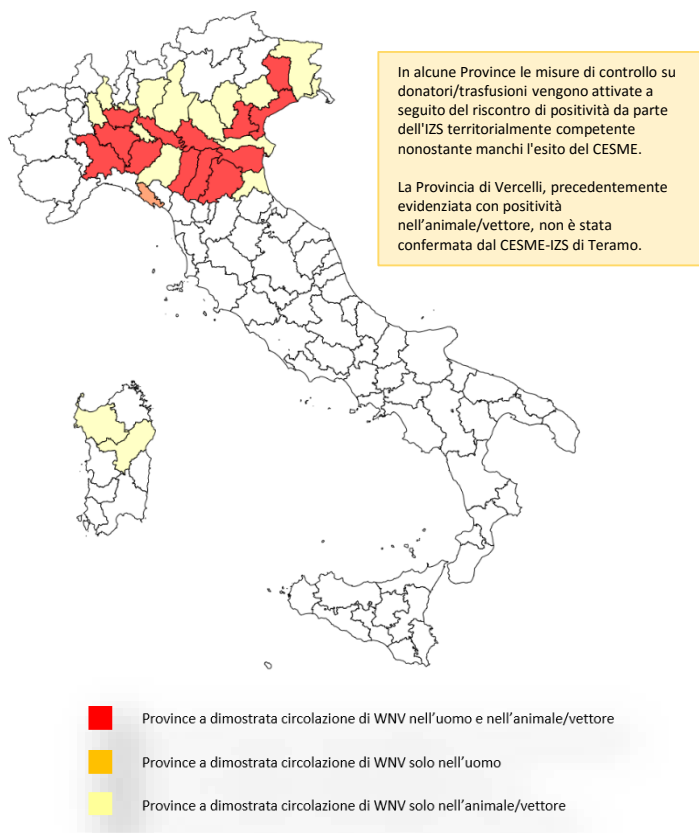 In alcune Province le misure di controllo su
donatori/trasfusioni vengono attivate a
seguito del riscontro di positività da parte
dell'IZS territorialmente competente
nonostante manchi l'esito del CESME.
La Provincia di Vercelli, precedentemente
evidenziata con positività
nell'animale/vettore, non è stata
confermata dal CESME-IZS di Teramo.
Province a dimostrata circolazione di WNV nell'uomo e nell'animale/vettore
Province a dimostrata circolazione di WNV solo nell'uomo
Province a dimostrata circolazione di WNV solo nell'animale/vettore